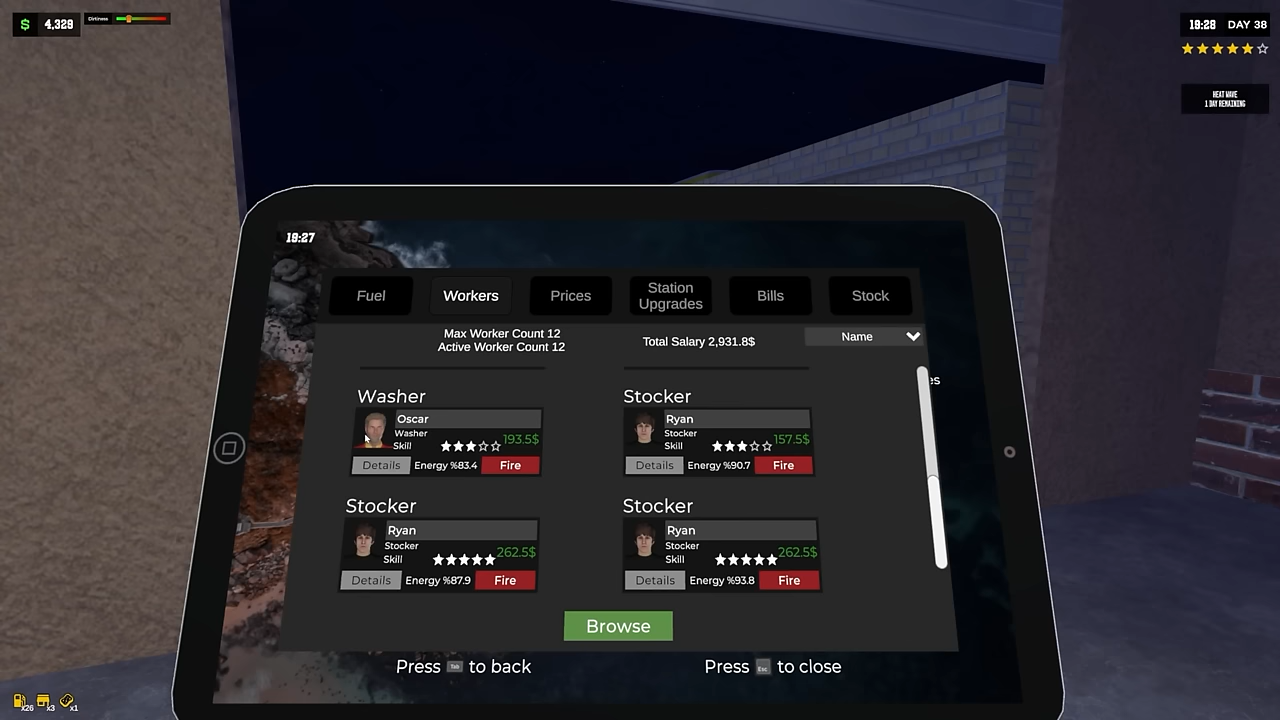 $ 4,329
Dirtiness
19:28 DAY 38
HEAT WAVE
1 DAY REMAINING
19:27
Fuel
Workers
Prices
Station
Upgrades
Bills
Stock
Max Worker Count 12
Active Worker Count 12
Total Salary 2,931.8$
Name
es
Washer
Oscar
Washer
Skill
193.5$
Details
Energy %83.4
Fire
Stocker
Ryan
Stocker
Skill
157.5$
Details
Energy %90.7
Fire
Stocker
Ryan
Stocker
Skill
262.5$
Details
Energy %87.9
Fire
Stocker
Ryan
Stocker
Skill
262.5$
Details
Energy %93.8
Fire
Browse
Press Tab to back
Press Esc to close
x26 x3 x1